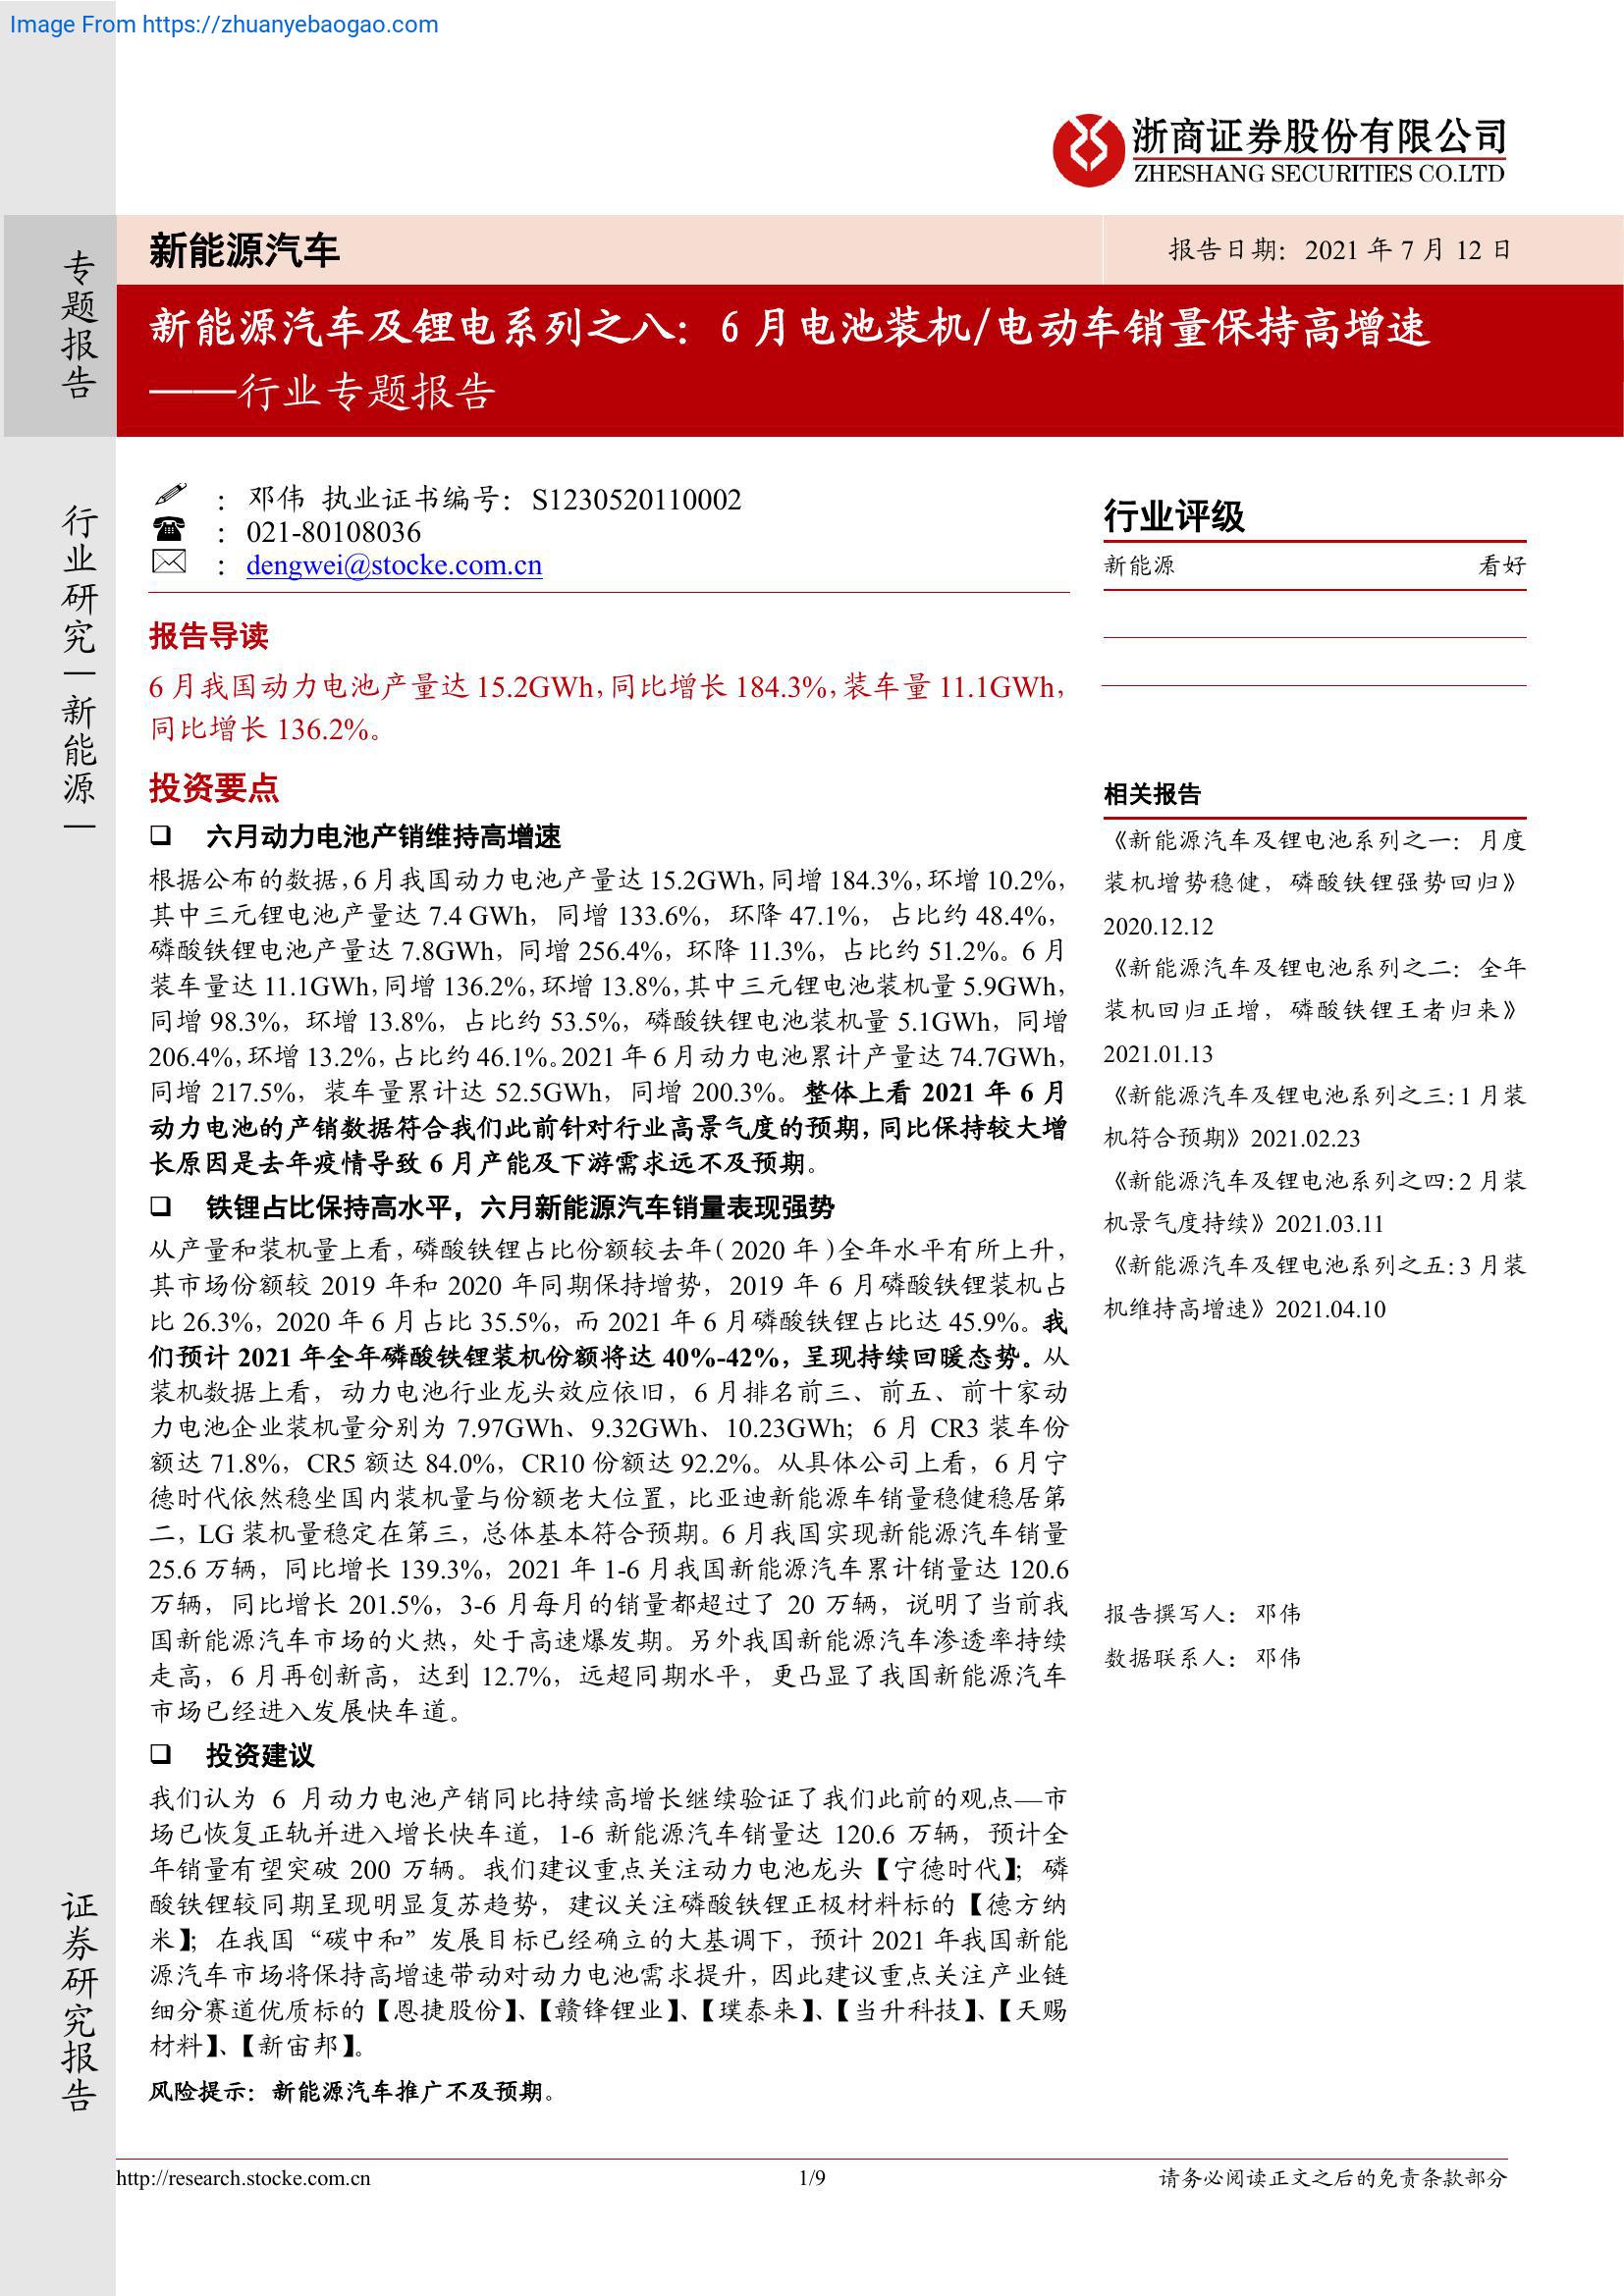 Image From https://zhuanyebaogao.com
浙商证券股份有限公司
ZHESHANG SECURITIES CO.LTD
专题报告
行业研究—新能源—
证券研究报告
新能源汽车
报告日期：2021 年 7 月 12 日
新能源汽车及锂电系列之八：6 月电池装机/电动车销量保持高增速
——行业专题报告
：邓伟 执业证书编号：S1230520110002
：021-80108036
：dengwei@stocke.com.cn
报告导读
6 月我国动力电池产量达 15.2GWh，同比增长 184.3%，装车量 11.1GWh，
同比增长 136.2%。
投资要点
❑ 六月动力电池产销维持高增速
根据公布的数据，6 月我国动力电池产量达 15.2GWh，同增 184.3%，环增 10.2%，
其中三元锂电池产量达 7.4 GWh，同增 133.6%，环降 47.1%，占比约 48.4%，
磷酸铁锂电池产量达 7.8GWh，同增 256.4%，环降 11.3%，占比约 51.2%。6 月
装车量达 11.1GWh，同增 136.2%，环增 13.8%，其中三元锂电池装机量 5.9GWh，
同增 98.3%，环增 13.8%，占比约 53.5%，磷酸铁锂电池装机量 5.1GWh，同增
206.4%，环增 13.2%，占比约 46.1%。2021 年 6 月动力电池累计产量达 74.7GWh，
同增 217.5%，装车量累计达 52.5GWh，同增 200.3%。整体上看 2021 年 6 月
动力电池的产销数据符合我们此前针对行业高景气度的预期，同比保持较大增
长原因是去年疫情导致 6 月产能及下游需求远不及预期。
❑ 铁锂占比保持高水平，六月新能源汽车销量表现强势
从产量和装机量上看，磷酸铁锂占比份额较去年（2020 年）全年水平有所上升，
其市场份额较 2019 年和 2020 年同期保持增势，2019 年 6 月磷酸铁锂装机占
比 26.3%，2020 年 6 月占比 35.5%，而 2021 年 6 月磷酸铁锂占比达 45.9%。我
们预计 2021 年全年磷酸铁锂装机份额将达 40%-42%，呈现持续回暖态势。从
装机数据上看，动力电池行业龙头效应依旧，6 月排名前三、前五、前十家动
力电池企业装机量分别为 7.97GWh、9.32GWh、10.23GWh；6 月 CR3 装车份
额达 71.8%，CR5 额达 84.0%，CR10 份额达 92.2%。从具体公司上看，6 月宁
德时代依然稳坐国内装机量与份额老大位置，比亚迪新能源车销量稳健稳居第
二，LG 装机量稳定在第三，总体基本符合预期。6 月我国实现新能源汽车销量
25.6 万辆，同比增长 139.3%，2021 年 1-6 月我国新能源汽车累计销量达 120.6
万辆，同比增长 201.5%，3-6 月每月的销量都超过了 20 万辆，说明了当前我
国新能源汽车市场的火热，处于高速爆发期。另外我国新能源汽车渗透率持续
走高，6 月再创新高，达到 12.7%，远超同期水平，更凸显了我国新能源汽车
市场已经进入发展快车道。
❑ 投资建议
我们认为 6 月动力电池产销同比持续高增长继续验证了我们此前的观点—市
场已恢复正轨并进入增长快车道，1-6 新能源汽车销量达 120.6 万辆，预计全
年销量有望突破 200 万辆。我们建议重点关注动力电池龙头【宁德时代】；磷
酸铁锂较同期呈现明显复苏趋势，建议关注磷酸铁锂正极材料标的【德方纳
米】；在我国“碳中和”发展目标已经确立的大基调下，预计 2021 年我国新能
源汽车市场将保持高增速带动对动力电池需求提升，因此建议重点关注产业链
细分赛道优质标的【恩捷股份】、【赣锋锂业】、【璞泰来】、【当升科技】、【天赐
材料】、【新宙邦】。
风险提示：新能源汽车推广不及预期。
行业评级
新能源 看好
相关报告
《新能源汽车及锂电池系列之一：月度
装机增势稳健，磷酸铁锂强势回归》
2020.12.12
《新能源汽车及锂电池系列之二：全年
装机回归正增，磷酸铁锂王者归来》
2021.01.13
《新能源汽车及锂电池系列之三：1 月装
机符合预期》2021.02.23
《新能源汽车及锂电池系列之四：2 月装
机景气度持续》2021.03.11
《新能源汽车及锂电池系列之五：3 月装
机维持高增速》2021.04.10
报告撰写人：邓伟
数据联系人：邓伟
http://research.stocke.com.cn
1/9
请务必阅读正文之后的免责条款部分